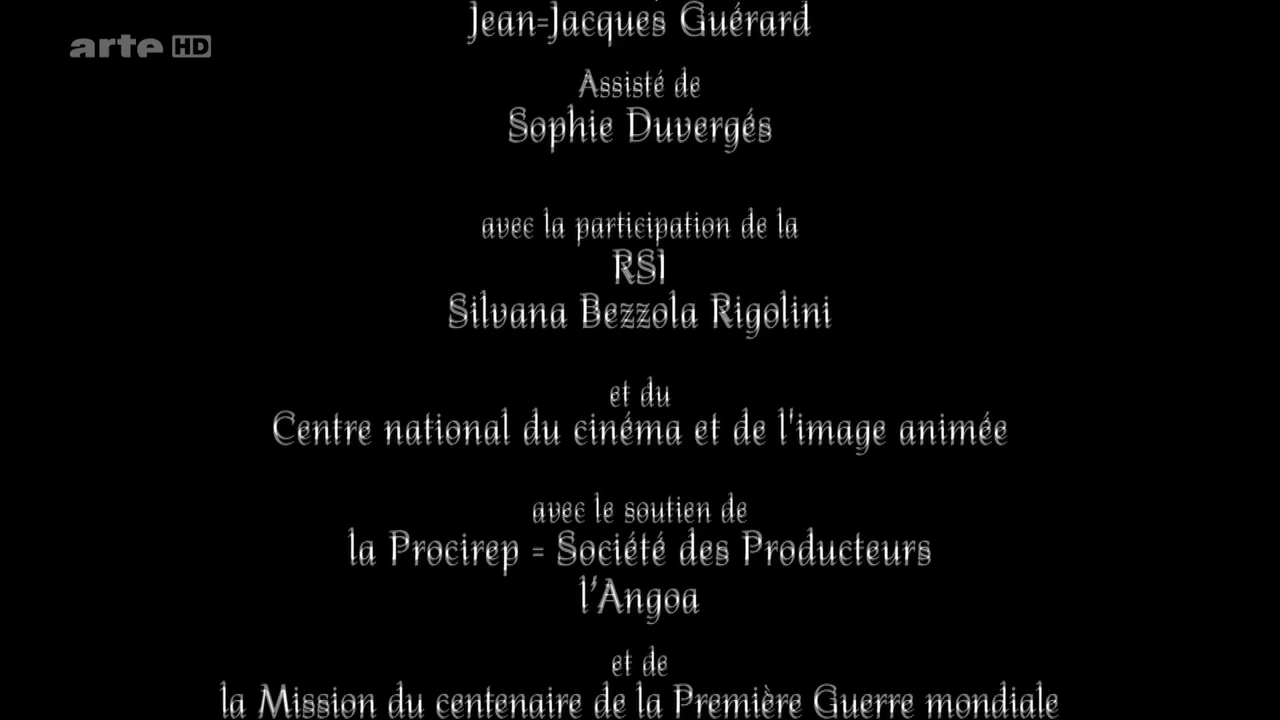 arte HD
Jean-Jacques Guérard
Assisté de
Sophie Duvergés
avec la participation de la
RSI
Silvana Bezzola Rigolini
et du
Centre national du cinéma et de l'image animée
avec le soutien de
la Procirep - Société des Producteurs
l’Angoa
et de
la Mission du centenaire de la Première Guerre mondiale